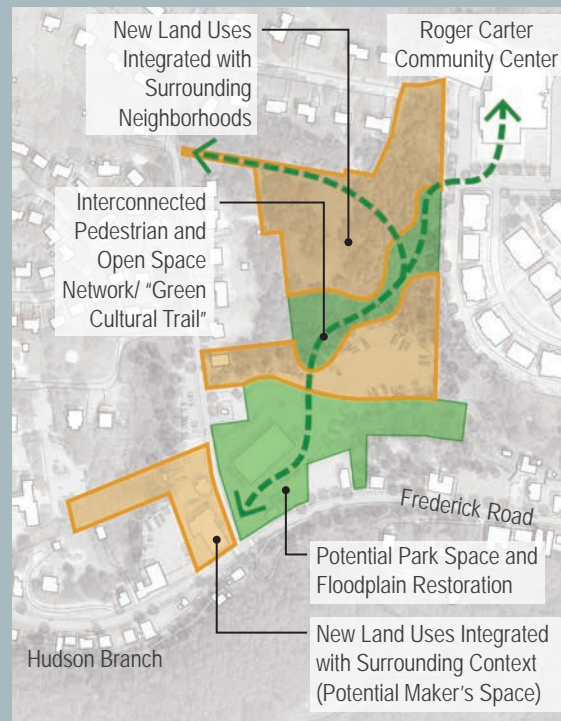 New Land Uses
Integrated with
Surrounding
Neighborhoods
Roger Carter
Community Center
Interconnected
Pedestrian and
Open Space
Network/ “Green
Cultural Trail”
Frederick Road
Potential Park Space and
Floodplain Restoration
New Land Uses Integrated
with Surrounding Context
(Potential Maker's Space)
Hudson Branch